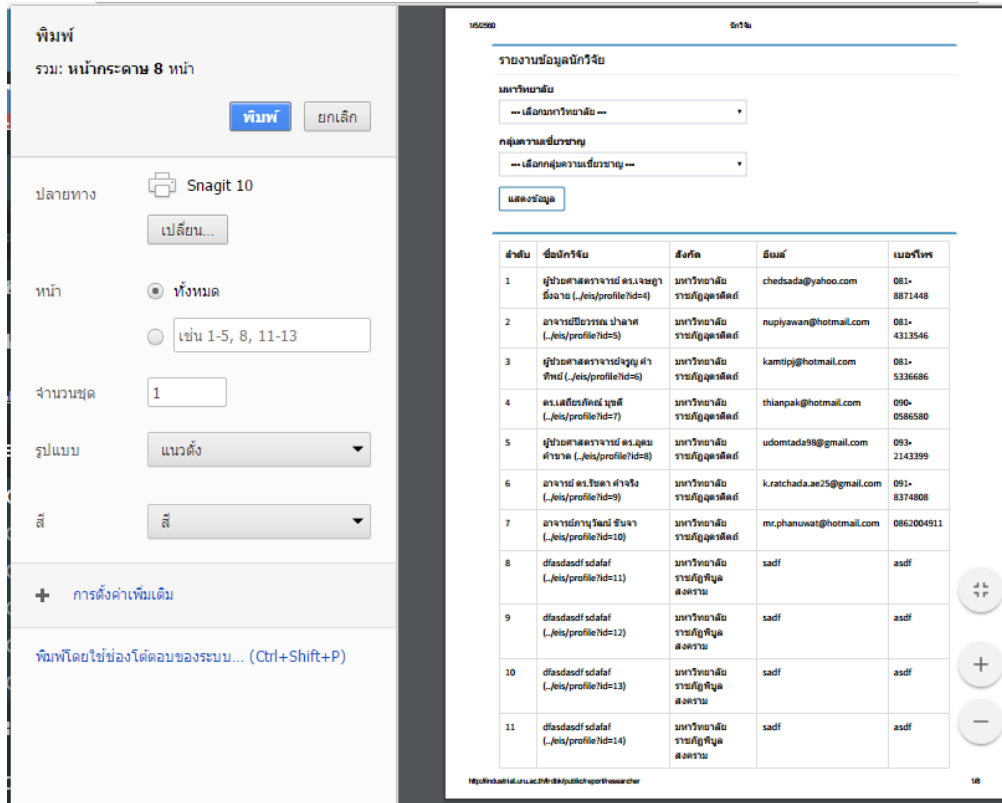 พิมพ์
รวม: หน้ากระดาษ 8 หน้า
พิมพ์ ยกเลิก
ปลายทาง Snagit 10
เปลี่ยน...
หน้า ทั้งหมด
เช่น 1-5, 8, 11-13
จำนวนชุด 1
รูปแบบ แนวตั้ง
สี สี
+ การตั้งค่าเพิ่มเติม
พิมพ์โดยใช้ช่องโต้ตอบของระบบ... (Ctrl+Shift+P)
1/5/2560 นักวิจัย
รายงานข้อมูลนักวิจัย
มหาวิทยาลัย
--- เลือกมหาวิทยาลัย ---
กลุ่มความเชี่ยวชาญ
--- เลือกกลุ่มความเชี่ยวชาญ ---
แสดงข้อมูล
ลำดับ ชื่อนักวิจัย สังกัด อีเมล์ เบอร์โทร
1 ผู้ช่วยศาสตราจารย์ ดร.เจษฎา มหาวิทยาลัย chedsada@yahoo.com 081-
มิ่งฉาย (../eis/profile?id=4) ราชภัฏอุตรดิตถ์ 8871448
2 อาจารย์ปิยวรรณ ปาลาศ มหาวิทยาลัย nupiyawan@hotmail.com 081-
(../eis/profile?id=5) ราชภัฏอุตรดิตถ์ 4313546
3 ผู้ช่วยศาสตราจารย์จรูญ คำ มหาวิทยาลัย kamtipj@hotmail.com 081-
ทิพย์ (../eis/profile?id=6) ราชภัฏอุตรดิตถ์ 5336686
4 ดร.เสถียรภัคณ์ มุขดี มหาวิทยาลัย thianpak@hotmail.com 090-
(../eis/profile?id=7) ราชภัฏอุตรดิตถ์ 0586580
5 ผู้ช่วยศาสตราจารย์ ดร.อุดม มหาวิทยาลัย udomtada98@gmail.com 093-
คำขาด (../eis/profile?id=8) ราชภัฏอุตรดิตถ์ 2143399
6 อาจารย์ ดร.รัชดา คำจริง มหาวิทยาลัย k.ratchada.ae25@gmail.com 091-
(../eis/profile?id=9) ราชภัฏอุตรดิตถ์ 8374808
7 อาจารย์ภานุวัฒน์ ขันจา มหาวิทยาลัย mr.phanuwat@hotmail.com 0862004911
(../eis/profile?id=10) ราชภัฏอุตรดิตถ์
8 dfasdasdf sdafaf มหาวิทยาลัย sadf asdf
(../eis/profile?id=11) ราชภัฏพิบูล
สงคราม
9 dfasdasdf sdafaf มหาวิทยาลัย sadf asdf
(../eis/profile?id=12) ราชภัฏพิบูล
สงคราม
10 dfasdasdf sdafaf มหาวิทยาลัย sadf asdf
(../eis/profile?id=13) ราชภัฏพิบูล
สงคราม
11 dfasdasdf sdafaf มหาวิทยาลัย sadf asdf
(../eis/profile?id=14) ราชภัฏพิบูล
สงคราม
http://industrial.uru.ac.th/irdbk/public/report/researcher 1/8